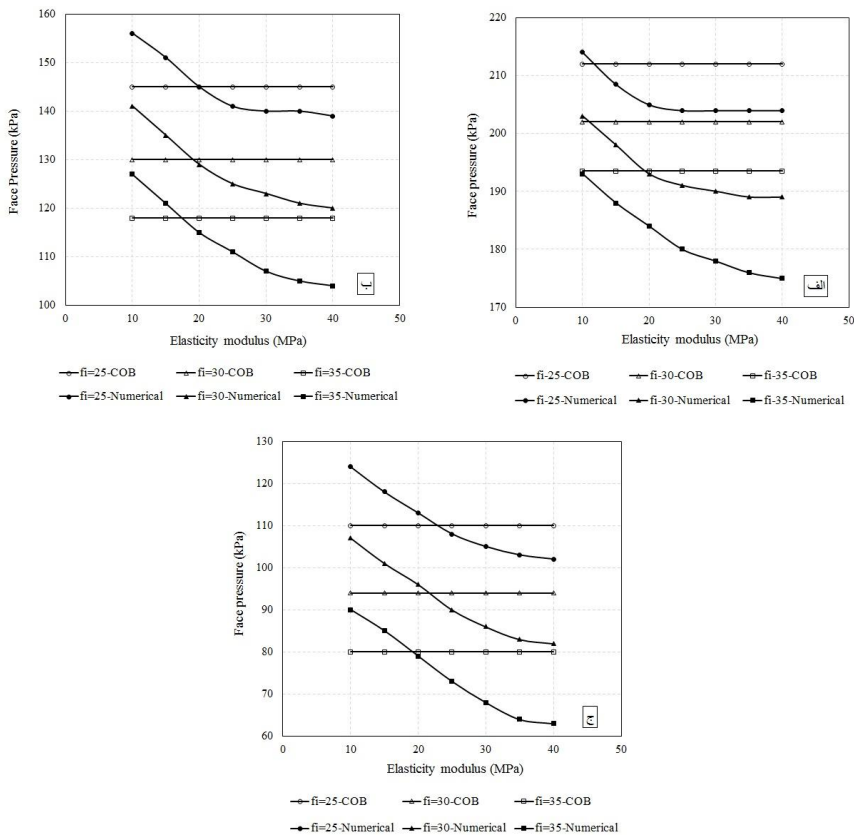 160
150
140
130
120
110
100
0 10 20 30 40 50
Face Pressure (kPa)
Elasticity modulus (MPa)
ب
fi=25-COB fi=30-COB fi=35-COB
fi=25-Numerical fi=30-Numerical fi=35-Numerical
220
210
200
190
180
170
0 10 20 30 40 50
Face pressure (kPa)
Elasticity modulus (MPa)
الف
fi-25-COB fi-30-COB fi-35-COB
fi-25-Numerical fi-30-Numerical fi-35-Numerical
130
120
110
100
90
80
70
60
0 10 20 30 40 50
Face pressure (kPa)
Elasticity modulus (MPa)
ج
fi=25-COB fi=30-COB fi=35-COB
fi=25-Numerical fi=30-Numerical fi=35-Numerical